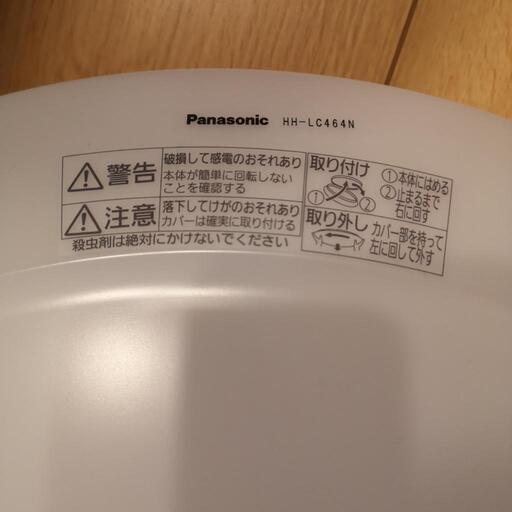 Panasonic HH-LC464N
警告
破損して感電のおそれあり
本体が簡単に回転しない
ことを確認する
注意
落下してけがのおそれあり
カバーは確実に取り付ける
殺虫剤は絶対にかけないでください
取り付け
① ②
①本体にはめる
②止まるまで
右に回す
取り外し
カバー部を持って
左に回して外す